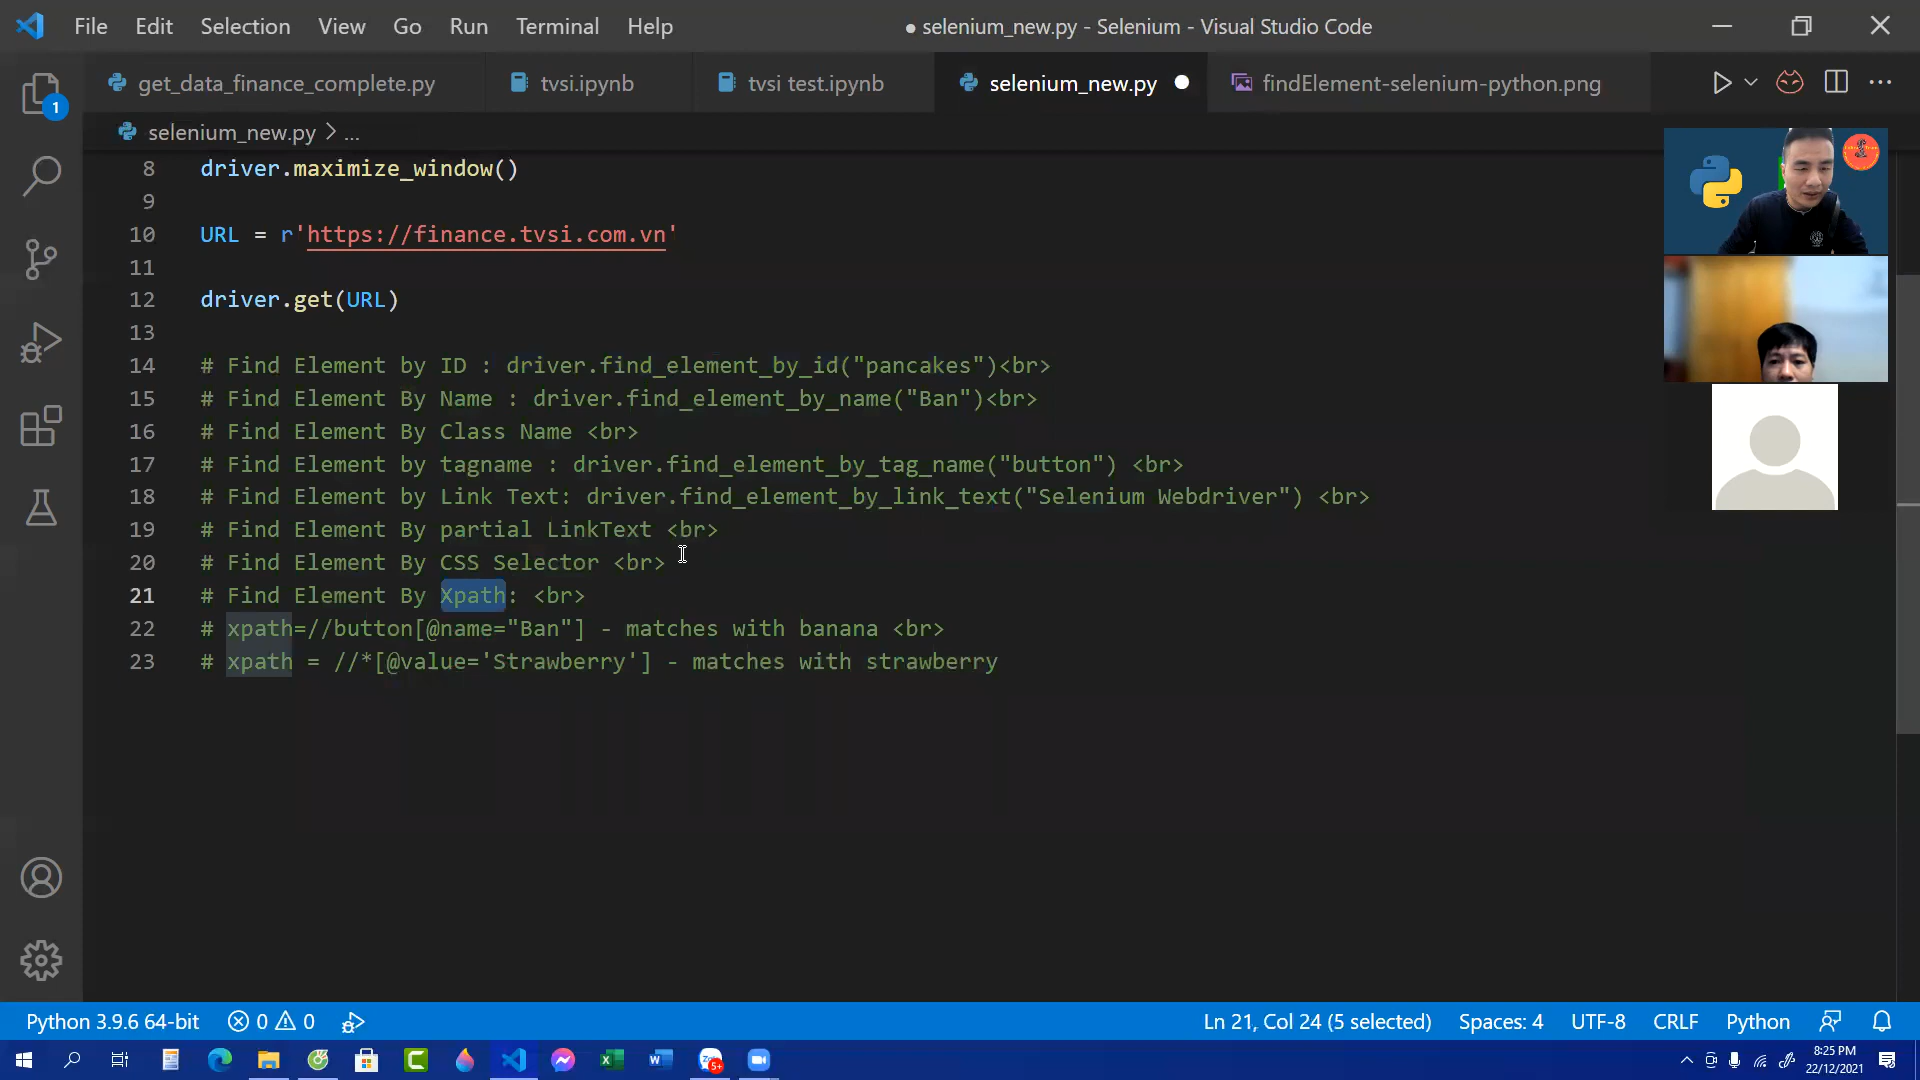 File Edit Selection View Go Run Terminal Help
● selenium_new.py - Selenium - Visual Studio Code
get_data_finance_complete.py
tvsi.ipynb
tvsi test.ipynb
selenium_new.py
findElement-selenium-python.png
1
selenium_new.py > ...
8 driver.maximize_window()
9
10 URL = r'https://finance.tvsi.com.vn'
11
12 driver.get(URL)
13
14 # Find Element by ID : driver.find_element_by_id("pancakes")<br>
15 # Find Element By Name : driver.find_element_by_name("Ban")<br>
16 # Find Element By Class Name <br>
17 # Find Element by tagname : driver.find_element_by_tag_name("button") <br>
18 # Find Element by Link Text: driver.find_element_by_link_text("Selenium Webdriver") <br>
19 # Find Element By partial LinkText <br>
20 # Find Element By CSS Selector <br>
21 # Find Element By Xpath: <br>
22 # xpath=//button[@name="Ban"] - matches with banana <br>
23 # xpath = //*[@value='Strawberry'] - matches with strawberry
Python 3.9.6 64-bit 0 0
Ln 21, Col 24 (5 selected) Spaces: 4 UTF-8 CRLF Python
5+
8:25 PM
22/12/2021